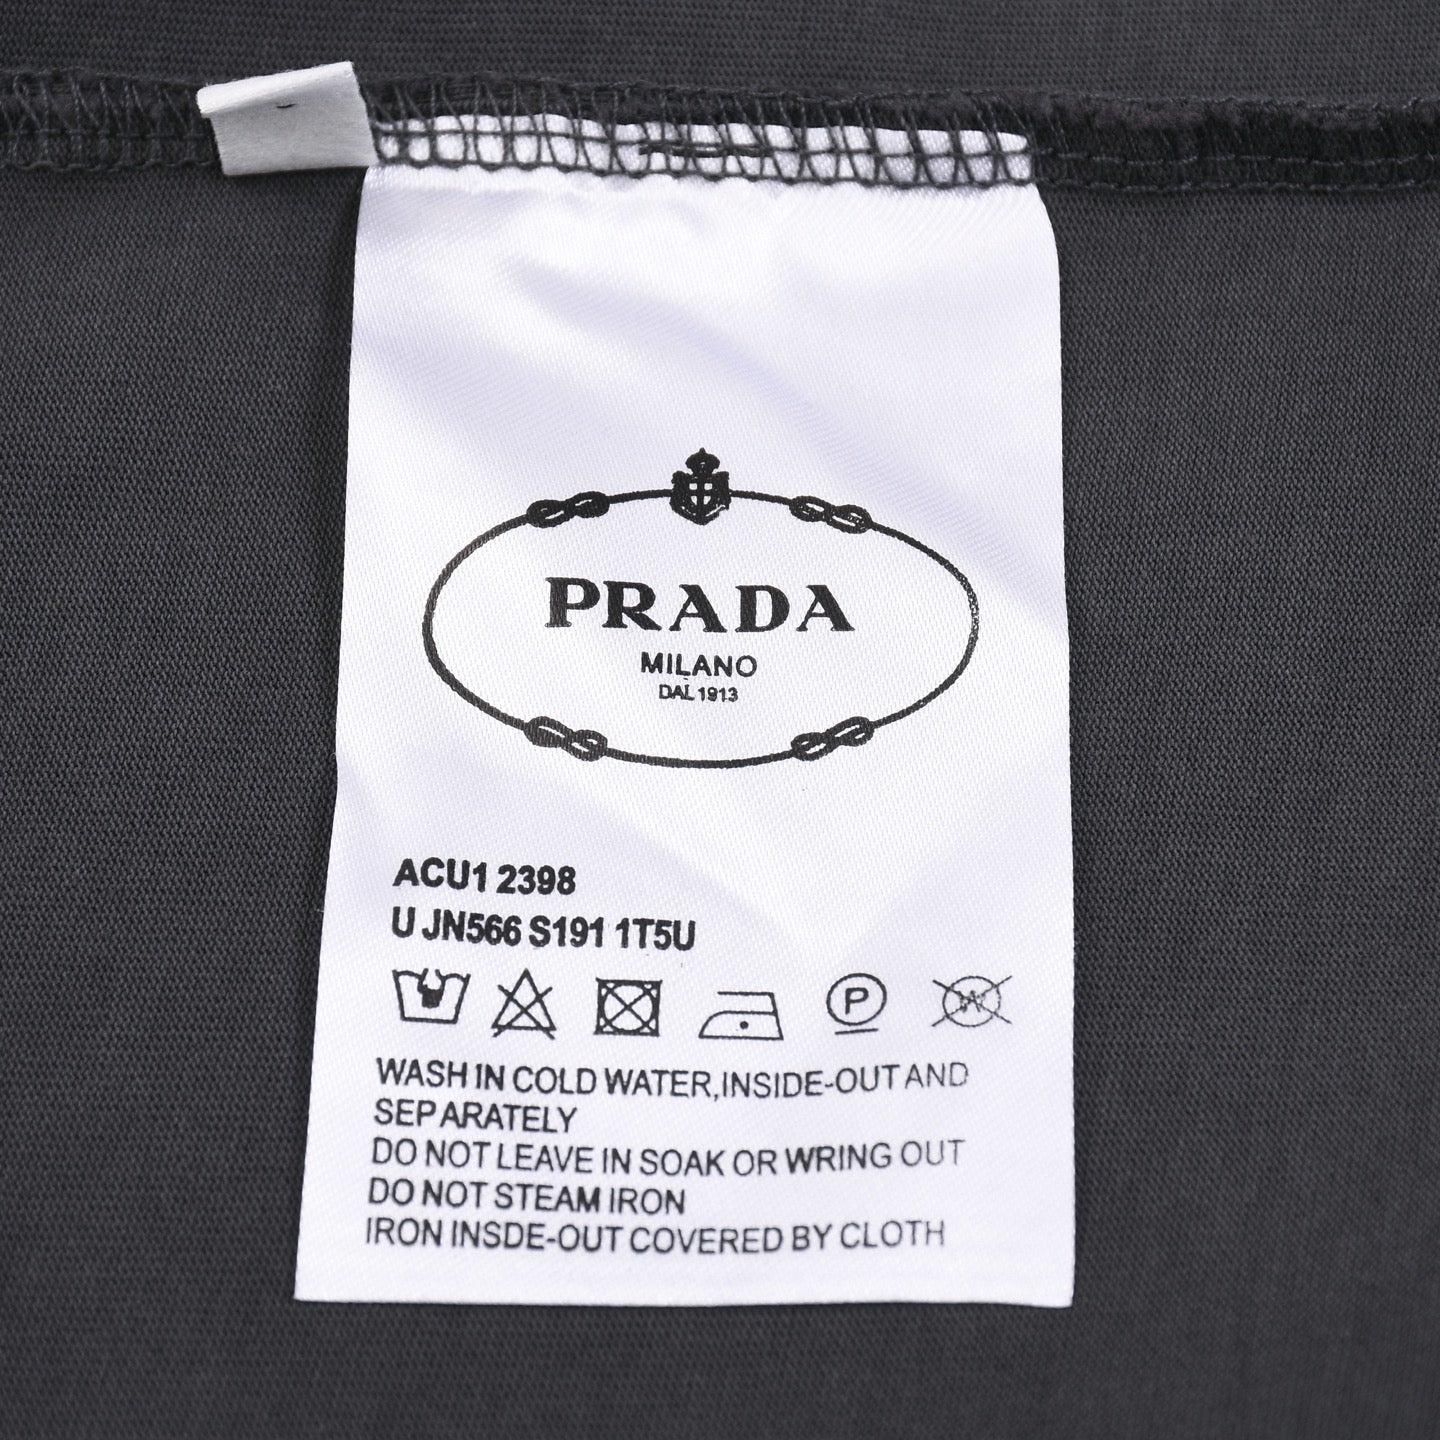 PRADA
MILANO
DAL 1913
ACU1 2398
U JN566 S191 1T5U
P
W
WASH IN COLD WATER,INSIDE-OUT AND
SEPARATELY
DO NOT LEAVE IN SOAK OR WRING OUT
DO NOT STEAM IRON
IRON INSDE-OUT COVERED BY CLOTH